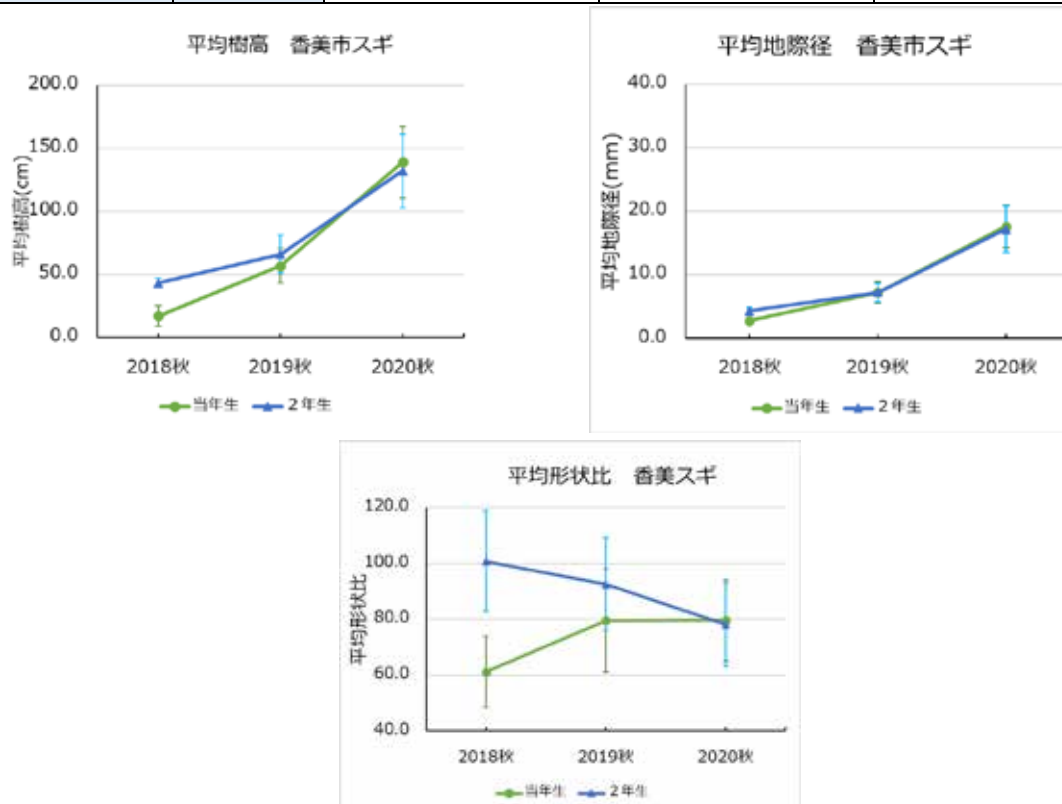 平均樹高　香美市スギ
平均樹高(cm)
200.0
150.0
100.0
50.0
0.0
2018秋 2019秋 2020秋
当年生 2年生
平均地際径　香美市スギ
平均地際径(mm)
40.0
30.0
20.0
10.0
0.0
2018秋 2019秋 2020秋
当年生 2年生
平均形状比　香美スギ
平均形状比
120.0
100.0
80.0
60.0
40.0
2018秋 2019秋 2020秋
当年生 2年生